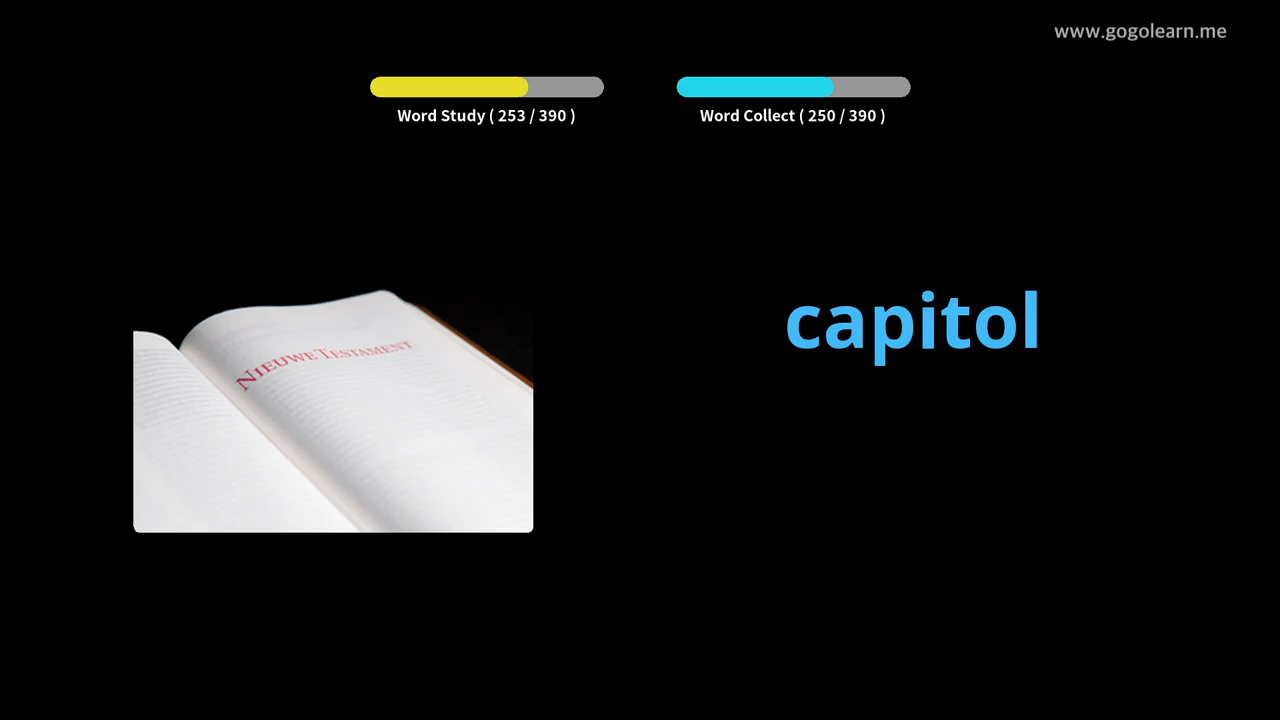 www.gogolearn.me
Word Study ( 253 / 390 )
Word Collect ( 250 / 390 )
capitol
NIEUWE TESTAMENT